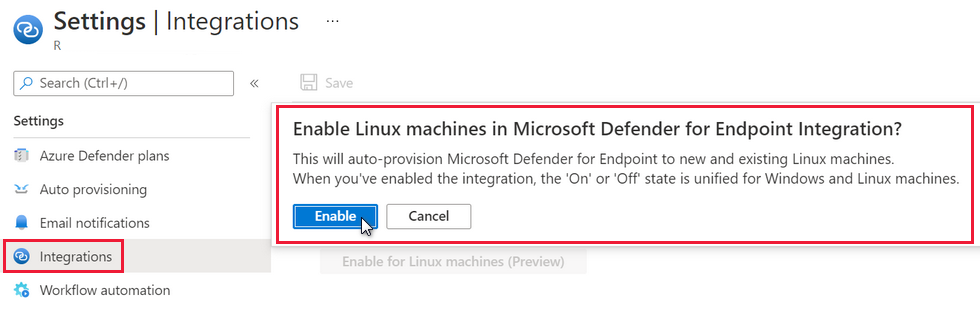 Settings | Integrations ...
R
Search (Ctrl+/)
«
Save
Settings
Azure Defender plans
Auto provisioning
Email notifications
Integrations
Workflow automation
Enable Linux machines in Microsoft Defender for Endpoint Integration?
This will auto-provision Microsoft Defender for Endpoint to new and existing Linux machines.
When you've enabled the integration, the 'On' or 'Off' state is unified for Windows and Linux machines.
Enable
Cancel
Enable for Linux machines (Preview)